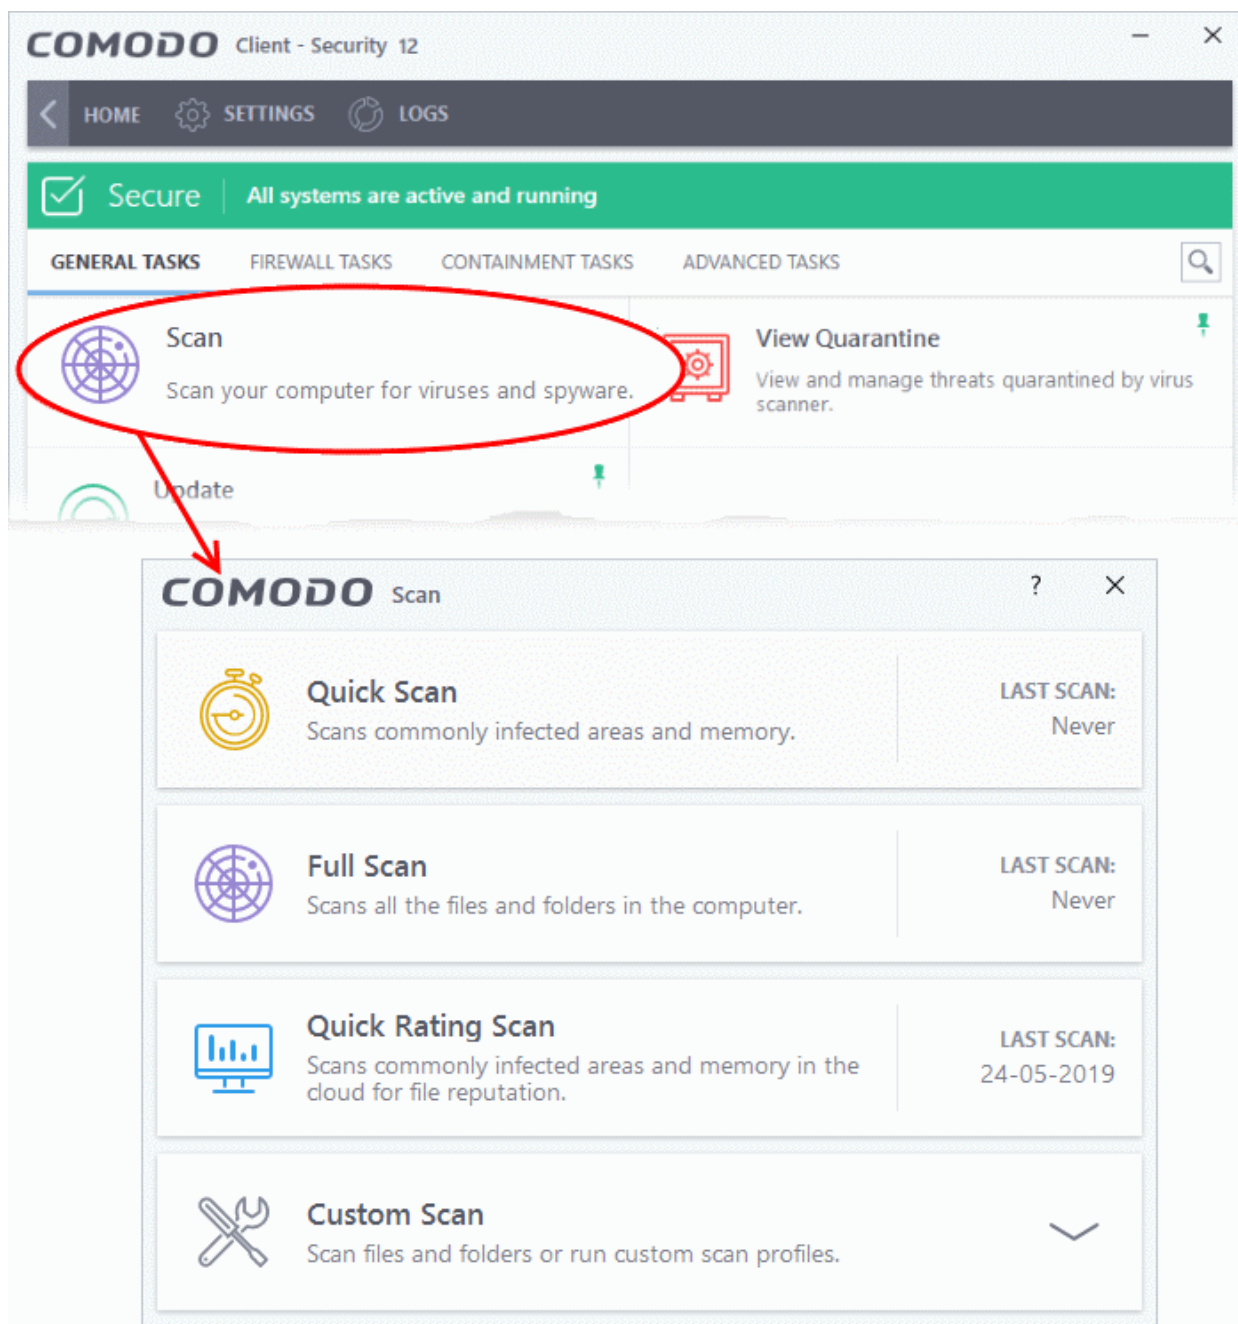 COMODO Client - Security 12
HOME SETTINGS LOGS
Secure All systems are active and running
GENERAL TASKS FIREWALL TASKS CONTAINMENT TASKS ADVANCED TASKS
Scan
Scan your computer for viruses and spyware.
View Quarantine
View and manage threats quarantined by virus
scanner.
Update
COMODO Scan ?
Quick Scan
Scans commonly infected areas and memory.
LAST SCAN:
Never
Full Scan
Scans all the files and folders in the computer.
LAST SCAN:
Never
Quick Rating Scan
Scans commonly infected areas and memory in the
cloud for file reputation.
LAST SCAN:
24-05-2019
Custom Scan
Scan files and folders or run custom scan profiles.